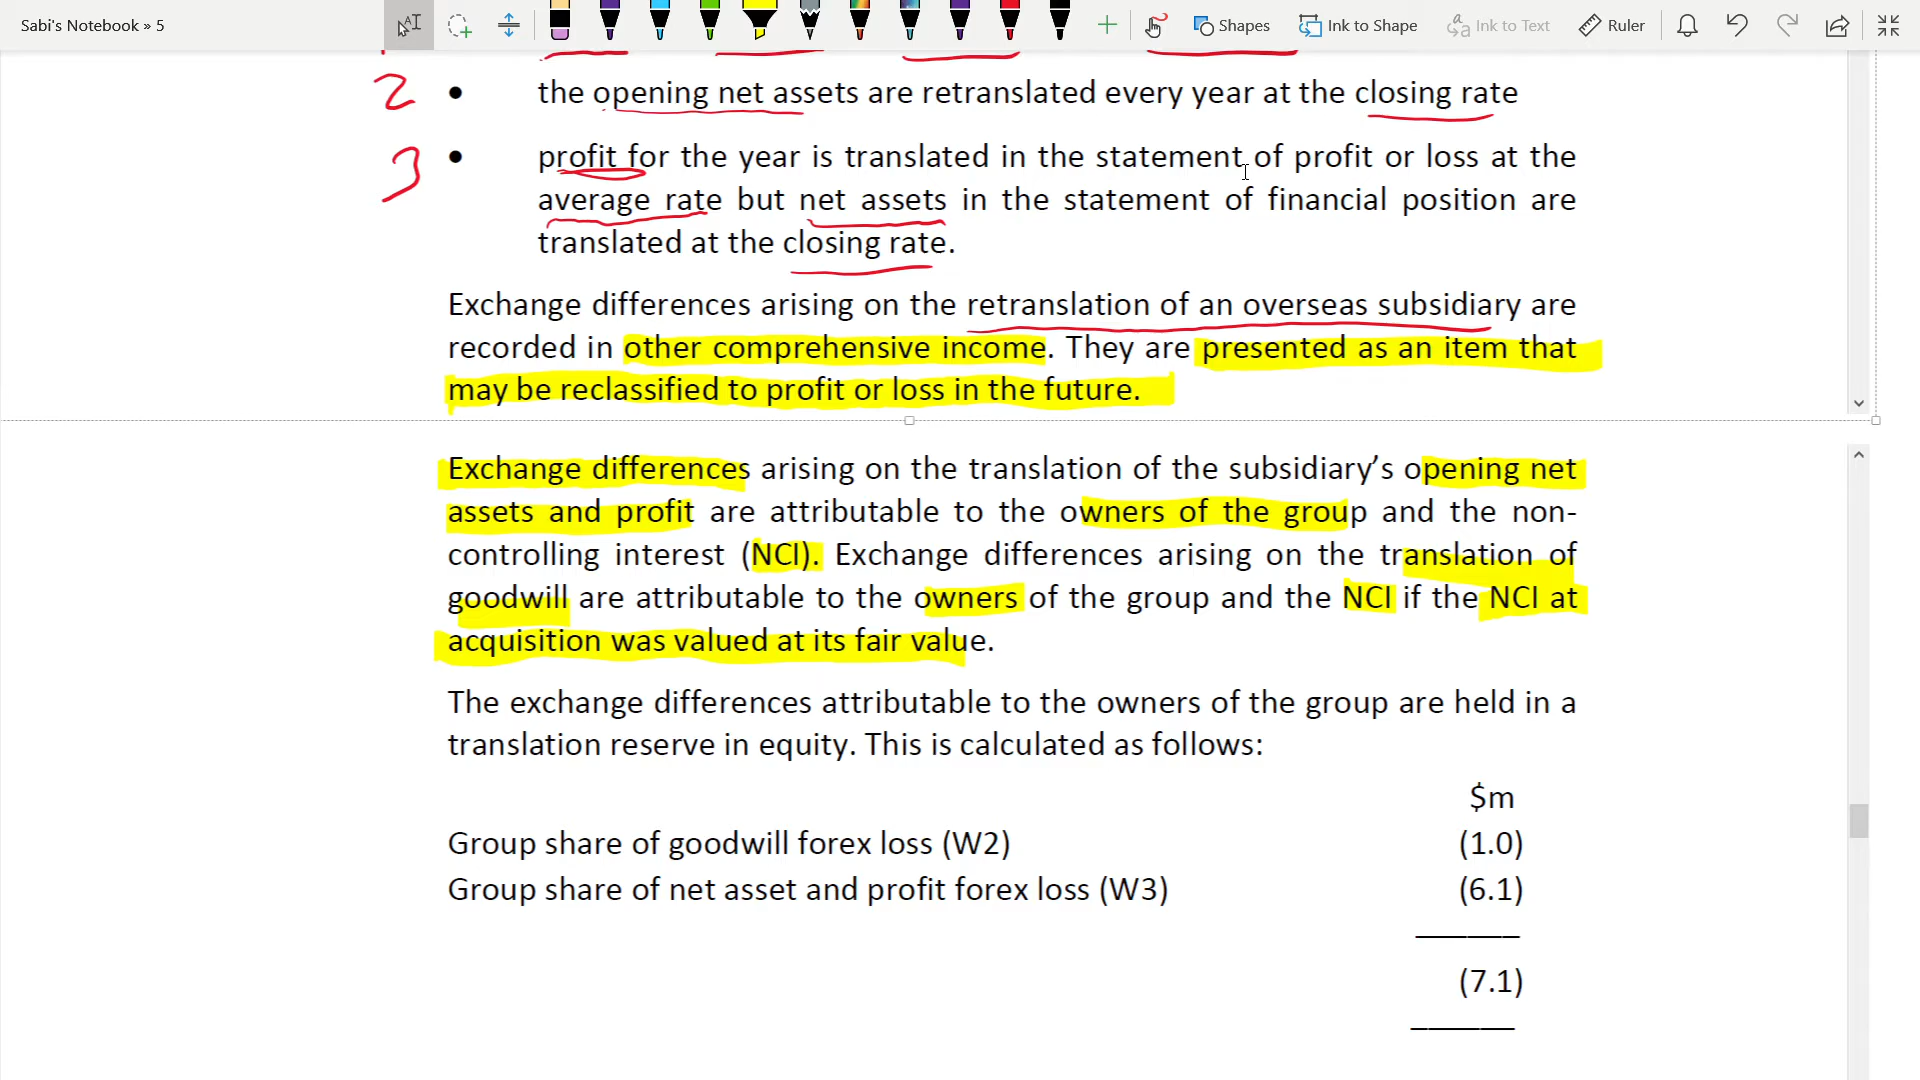 Sabi's Notebook » 5
Shapes
Ink to Shape
Ink to Text
Ruler
2 • the opening net assets are retranslated every year at the closing rate
3 • profit for the year is translated in the statement of profit or loss at the
average rate but net assets in the statement of financial position are
translated at the closing rate.
Exchange differences arising on the retranslation of an overseas subsidiary are
recorded in other comprehensive income. They are presented as an item that
may be reclassified to profit or loss in the future.
Exchange differences arising on the translation of the subsidiary’s opening net
assets and profit are attributable to the owners of the group and the non-
controlling interest (NCI). Exchange differences arising on the translation of
goodwill are attributable to the owners of the group and the NCI if the NCI at
acquisition was valued at its fair value.
The exchange differences attributable to the owners of the group are held in a
translation reserve in equity. This is calculated as follows:
$m
Group share of goodwill forex loss (W2) (1.0)
Group share of net asset and profit forex loss (W3) (6.1)
(7.1)